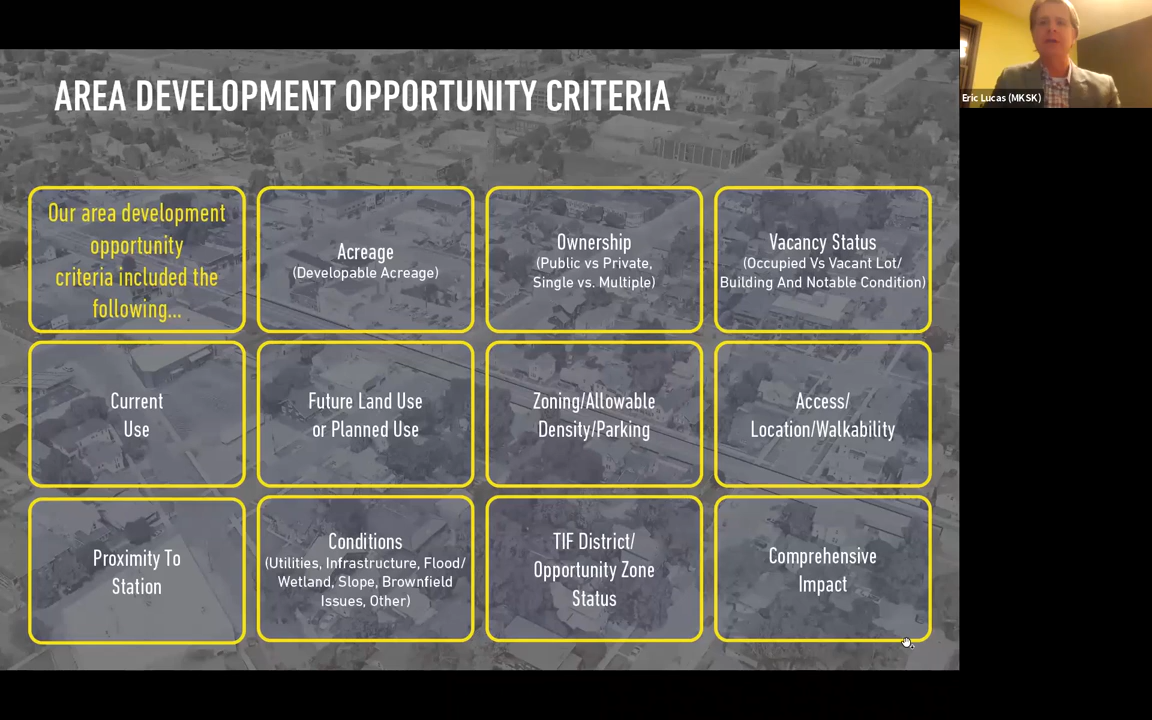 AREA DEVELOPMENT OPPORTUNITY CRITERIA
Eric Lucas (MKSK)
Our area development
opportunity
criteria included the
following...
Acreage
(Developable Acreage)
Ownership
(Public vs Private,
Single vs. Multiple)
Vacancy Status
(Occupied Vs Vacant Lot/
Building And Notable Condition)
Current
Use
Future Land Use
or Planned Use
Zoning/Allowable
Density/Parking
Access/
Location/Walkability
Proximity To
Station
Conditions
(Utilities, Infrastructure, Flood/
Wetland, Slope, Brownfield
Issues, Other)
TIF District/
Opportunity Zone
Status
Comprehensive
Impact